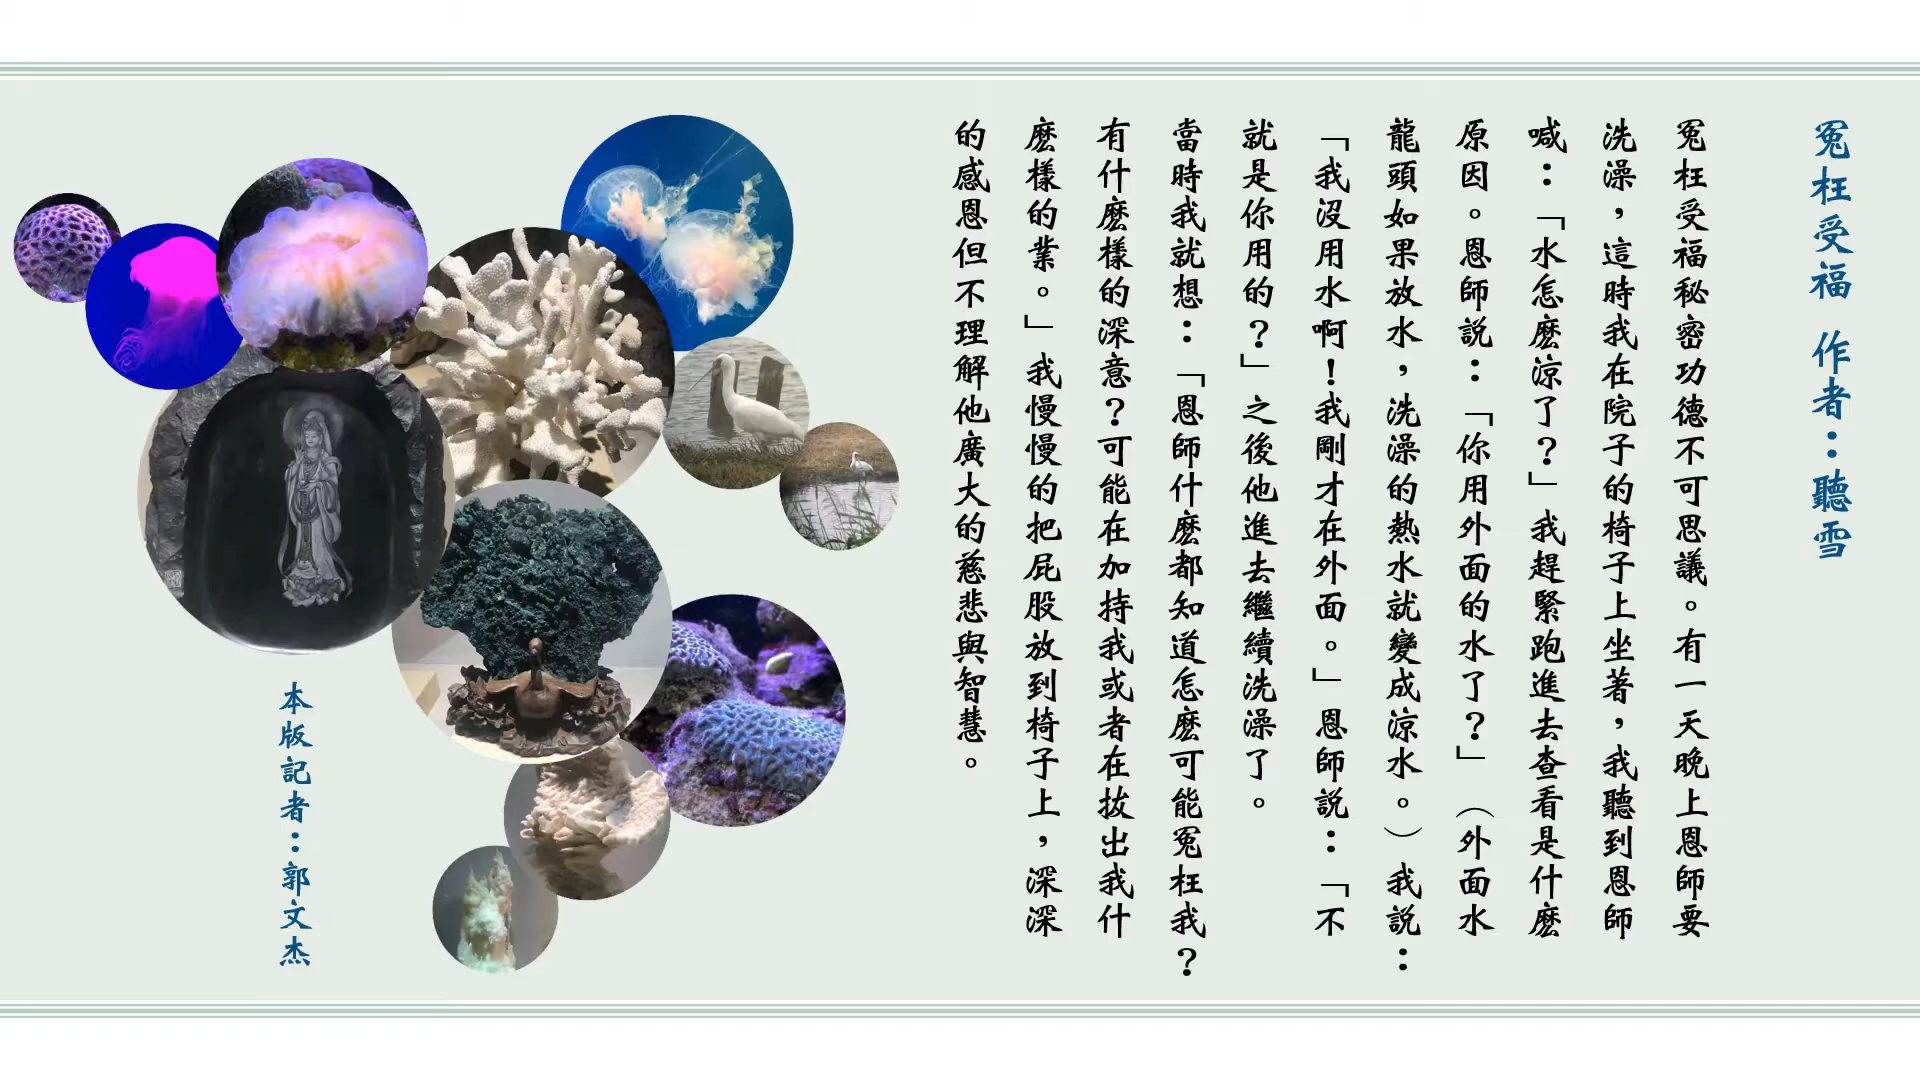 冤枉受福 作者：聽雪
冤枉受福秘密功德不可思議。有一天晚上恩師要
洗澡，這時我在院子的椅子上坐著，我聽到恩師
喊：「水怎麽涼了？」我趕緊跑進去查看是什麽
原因。恩師説：「你用外面的水了？」（外面水
龍頭如果放水，洗澡的熱水就變成涼水。）我説：
「我沒用水啊！我剛才在外面。」恩師説：「不
就是你用的？」之後他進去繼續洗澡了。
當時我就想：「恩師什麽都知道怎麽可能冤枉我？
有什麽樣的深意？可能在加持我或者在拔出我什
麽樣的業。」我慢慢的把屁股放到椅子上，深深
的感恩但不理解他廣大的慈悲與智慧。
本版記者：郭文杰